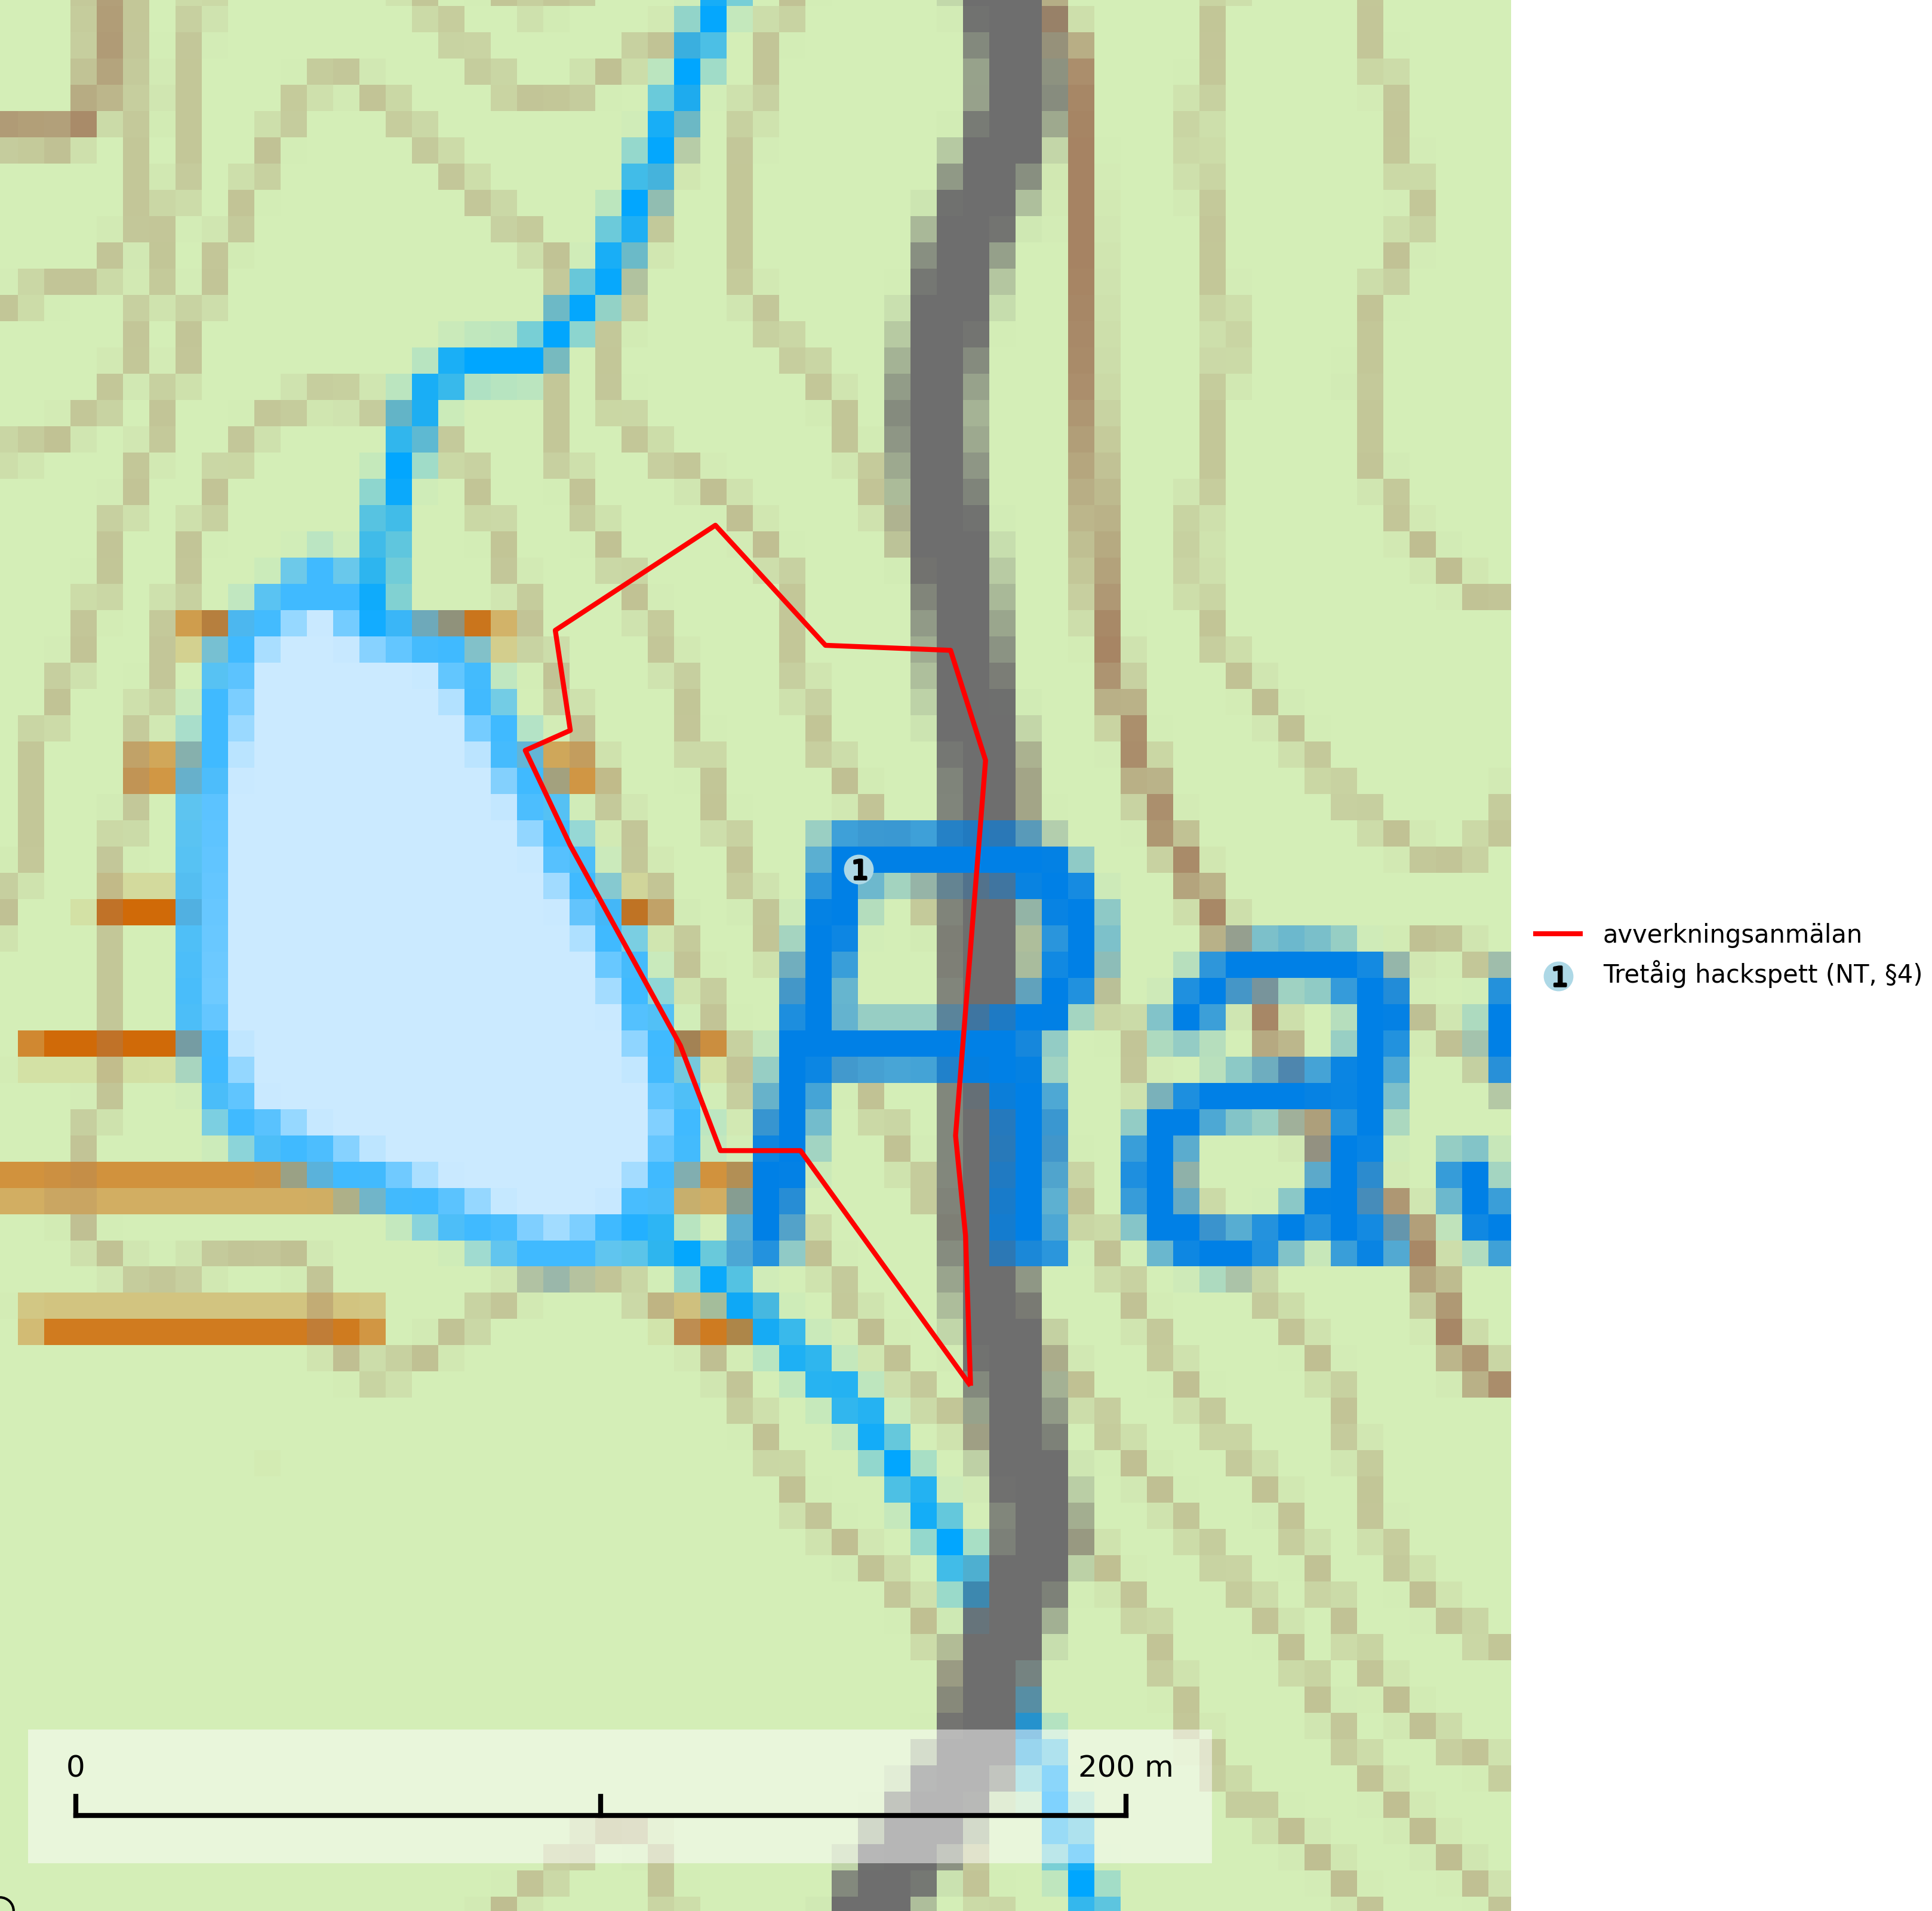 1
Ra
avverkningsanmälan
1 Tretåig hackspett (NT, §4)
0 200 m